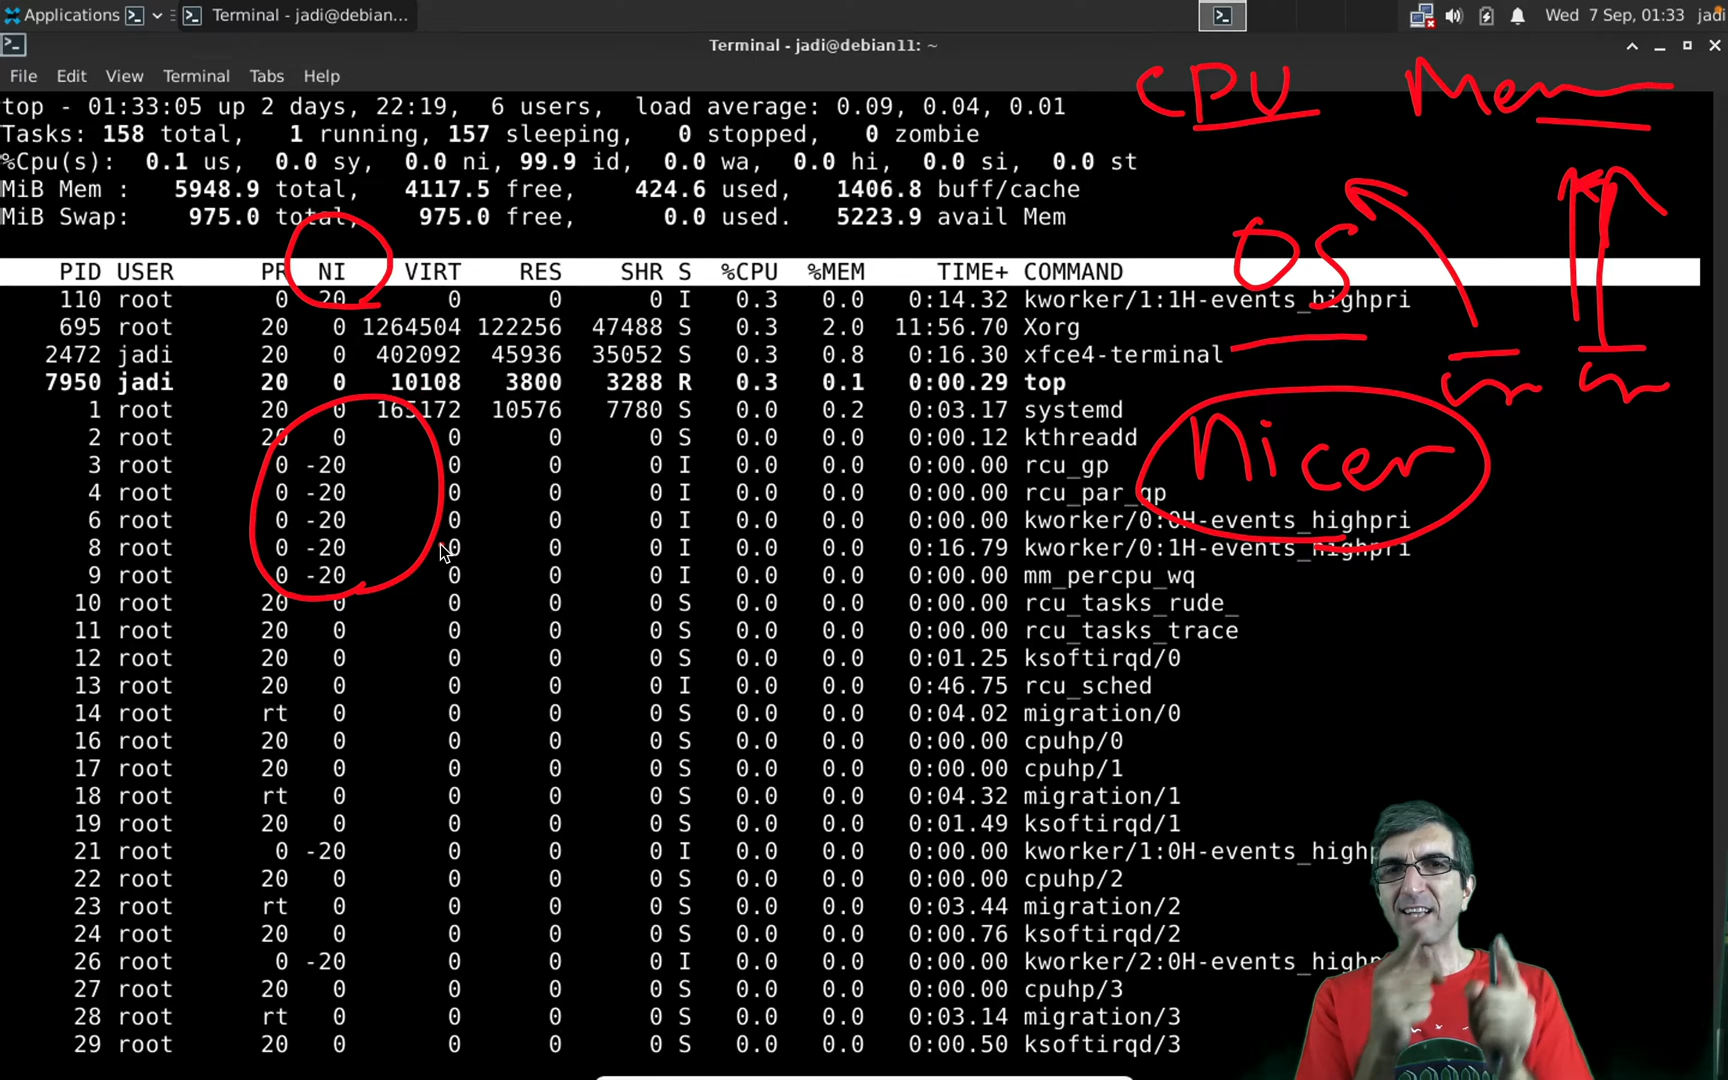 Applications Terminal - jadi@debian... Wed 7 Sep, 01:33 jadi
Terminal - jadi@debian11: ~
File Edit View Terminal Tabs Help
CPU Mem
top - 01:33:05 up 2 days, 22:19, 6 users, load average: 0.09, 0.04, 0.01
Tasks: 158 total, 1 running, 157 sleeping, 0 stopped, 0 zombie
%Cpu(s): 0.1 us, 0.0 sy, 0.0 ni, 99.9 id, 0.0 wa, 0.0 hi, 0.0 si, 0.0 st
MiB Mem : 5948.9 total, 4117.5 free, 424.6 used, 1406.8 buff/cache
MiB Swap: 975.0 total, 975.0 free, 0.0 used. 5223.9 avail Mem
OS
PID USER PR NI VIRT RES SHR S %CPU %MEM TIME+ COMMAND
110 root 0 20 0 0 0 I 0.3 0.0 0:14.32 kworker/1:1H-events_highpri
695 root 20 0 1264504 122256 47488 S 0.3 2.0 11:56.70 Xorg
2472 jadi 20 0 402092 45936 35052 S 0.3 0.8 0:16.30 xfce4-terminal
7950 jadi 20 0 10108 3800 3288 R 0.3 0.1 0:00.29 top
1 root 20 0 165172 10576 7780 S 0.0 0.2 0:03.17 systemd
2 root 20 0 0 0 0 S 0.0 0.0 0:00.12 kthreadd
Nicer
3 root 0 -20 0 0 0 I 0.0 0.0 0:00.00 rcu_gp
4 root 0 -20 0 0 0 I 0.0 0.0 0:00.00 rcu_par_gp
6 root 0 -20 0 0 0 I 0.0 0.0 0:00.00 kworker/0:0H-events_highpri
8 root 0 -20 0 0 0 I 0.0 0.0 0:16.79 kworker/0:1H-events_highpri
9 root 0 -20 0 0 0 I 0.0 0.0 0:00.00 mm_percpu_wq
10 root 20 0 0 0 0 S 0.0 0.0 0:00.00 rcu_tasks_rude_
11 root 20 0 0 0 0 S 0.0 0.0 0:00.00 rcu_tasks_trace
12 root 20 0 0 0 0 S 0.0 0.0 0:01.25 ksoftirqd/0
13 root 20 0 0 0 0 I 0.0 0.0 0:46.75 rcu_sched
14 root rt 0 0 0 0 S 0.0 0.0 0:04.02 migration/0
16 root 20 0 0 0 0 S 0.0 0.0 0:00.00 cpuhp/0
17 root 20 0 0 0 0 S 0.0 0.0 0:00.00 cpuhp/1
18 root rt 0 0 0 0 S 0.0 0.0 0:04.32 migration/1
19 root 20 0 0 0 0 S 0.0 0.0 0:01.49 ksoftirqd/1
21 root 0 -20 0 0 0 I 0.0 0.0 0:00.00 kworker/1:0H-events_highp
22 root 20 0 0 0 0 S 0.0 0.0 0:00.00 cpuhp/2
23 root rt 0 0 0 0 S 0.0 0.0 0:03.44 migration/2
24 root 20 0 0 0 0 S 0.0 0.0 0:00.76 ksoftirqd/2
26 root 0 -20 0 0 0 I 0.0 0.0 0:00.00 kworker/2:0H-events_highp
27 root 20 0 0 0 0 S 0.0 0.0 0:00.00 cpuhp/3
28 root rt 0 0 0 0 S 0.0 0.0 0:03.14 migration/3
29 root 20 0 0 0 0 S 0.0 0.0 0:00.50 ksoftirqd/3